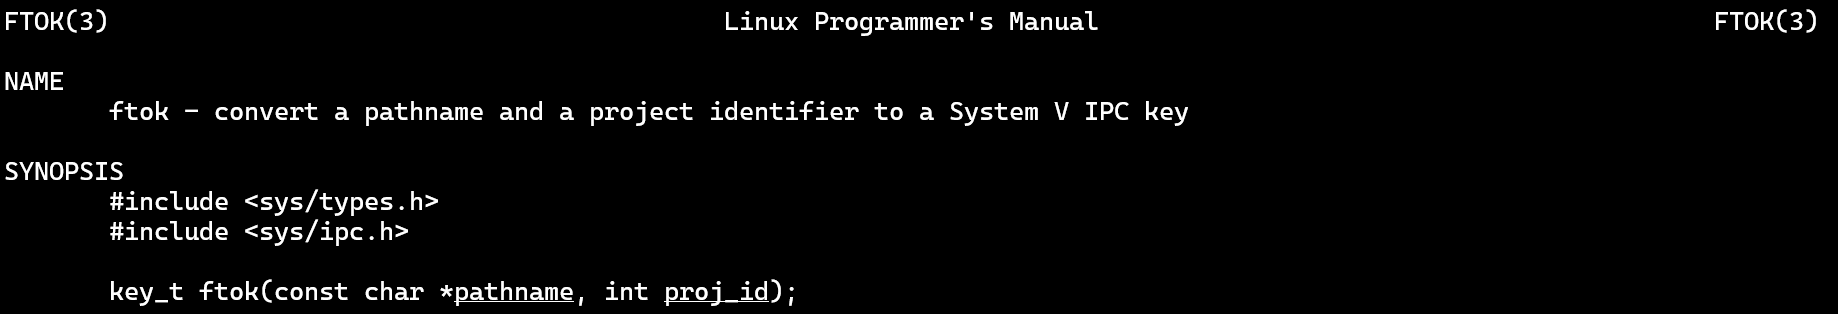 FTOK(3) Linux Programmer's Manual FTOK(3)
NAME
ftok - convert a pathname and a project identifier to a System V IPC key
SYNOPSIS
#include <sys/types.h>
#include <sys/ipc.h>
key_t ftok(const char *pathname, int proj_id);